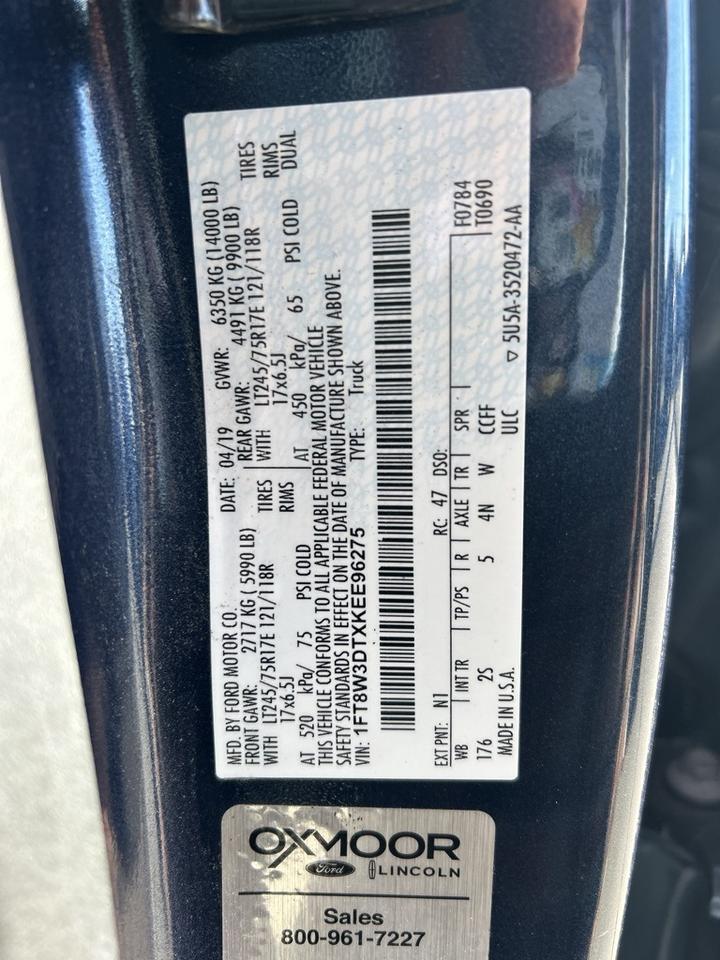 MFD. BY FORD MOTOR CO.
DATE: 04/19 GVWR: 6350 KG (14000 LB)
FRONT GAWR: 2717 KG ( 5990 LB) REAR GAWR: 4491 KG ( 9900 LB)
WITH LT245/75R17E 121/118R TIRES WITH LT245/75R17E 121/118R TIRES
17x6.5J RIMS 17x6.5J RIMS
AT 520 kPa/ 75 PSI COLD AT 450 kPa/ 65 PSI COLD DUAL
THIS VEHICLE CONFORMS TO ALL APPLICABLE FEDERAL MOTOR VEHICLE
SAFETY STANDARDS IN EFFECT ON THE DATE OF MANUFACTURE SHOWN ABOVE.
VIN: 1FT8W3DTXKEE96275 TYPE: Truck
F0784
EXT PNT: N1 RC: 47 DSO: T0690
WB INT TR TP/PS R AXLE TR SPR
176 2S 5 4N W CCFF
MADE IN U.S.A. ULC ▽ 5U5A-3520472-AA
OXMOOR
Ford LINCOLN
Sales
800-961-7227